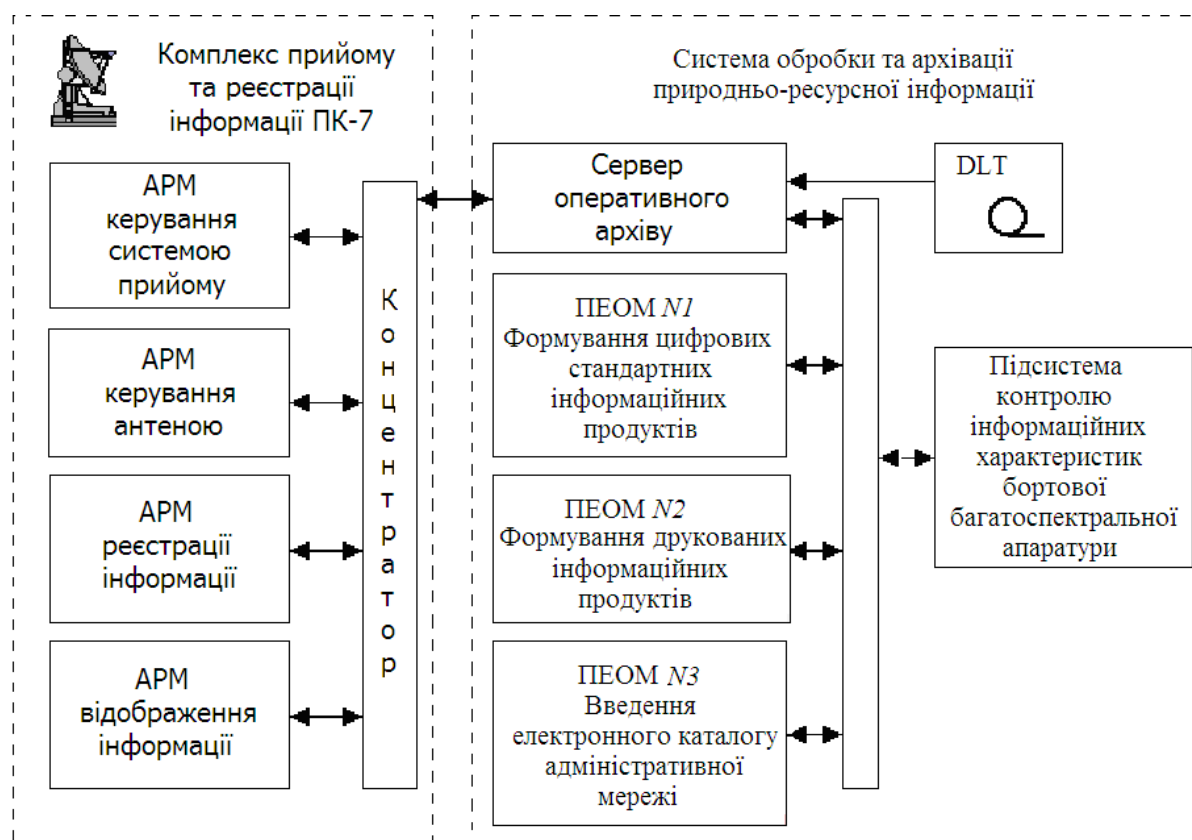 Комплекс прийому
та реєстрації
інформації ПК-7
АРМ
керування
системою
прийому
АРМ
керування
антеною
АРМ
реєстрації
інформації
АРМ
відображення
інформації
Концентратор
Система обробки та архівації
природньо-ресурсної інформації
Сервер
оперативного
архіву
DLT
ПЕОМ N1
Формування цифрових
стандартних
інформаційних
продуктів
ПЕОМ N2
Формування друкованих
інформаційних
продуктів
ПЕОМ N3
Введення
електронного каталогу
адміністративної
мережі
Підсистема
контролю
інформаційних
характеристик
бортової
багатоспектральної
апаратури